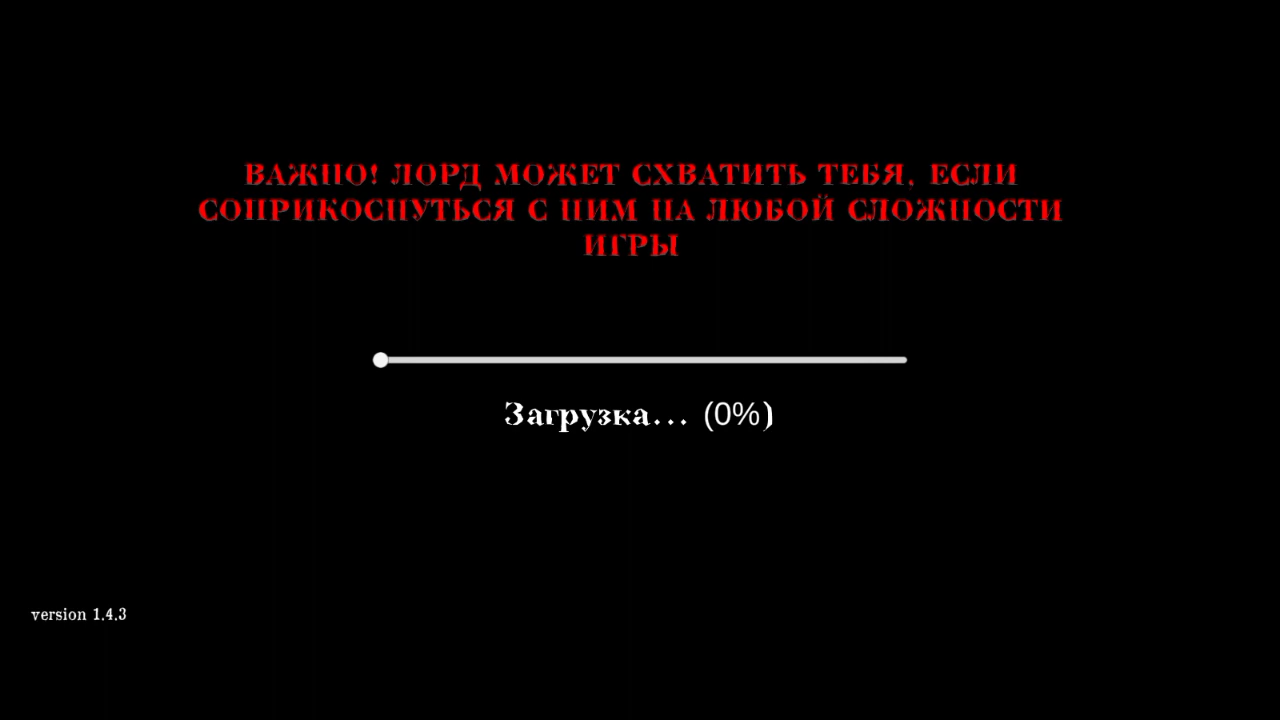 ВАЖНО! ЛОРД МОЖЕТ СХВАТИТЬ ТЕБЯ, ЕСЛИ
СОПРИКОСНУТЬСЯ С НИМ НА ЛЮБОЙ СЛОЖНОСТИ
ИГРЫ
Загрузка... (0%)
version 1.4.3